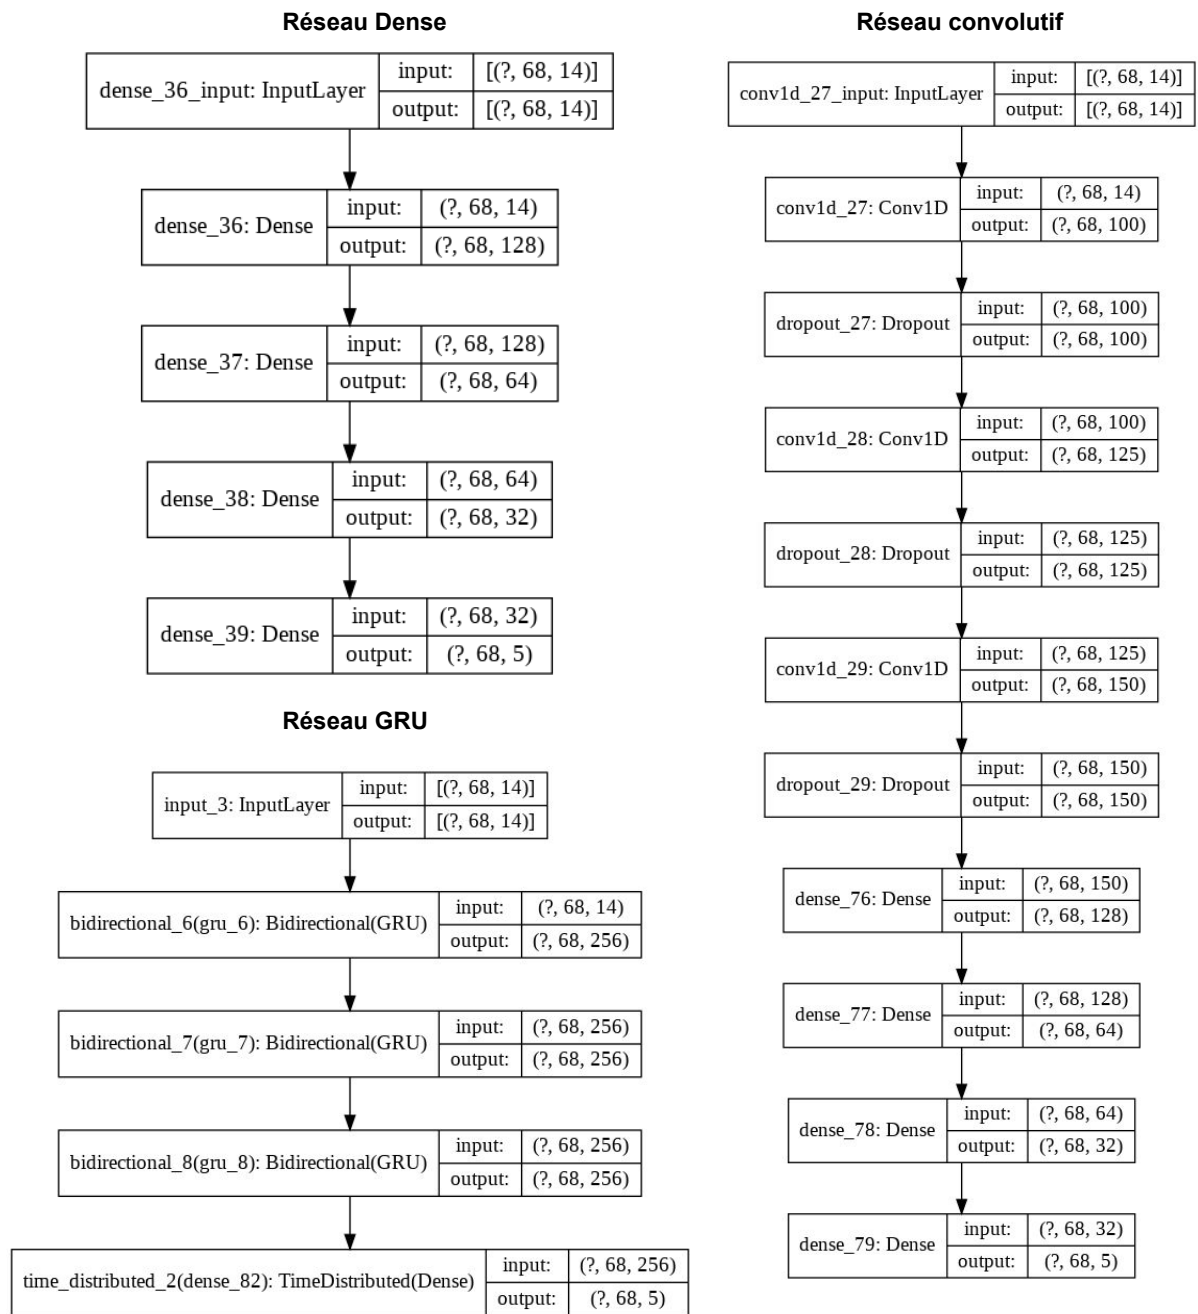 Réseau Dense
dense_36_input: InputLayer
input: [(?, 68, 14)]
output: [(?, 68, 14)]
dense_36: Dense
input: (?, 68, 14)
output: (?, 68, 128)
dense_37: Dense
input: (?, 68, 128)
output: (?, 68, 64)
dense_38: Dense
input: (?, 68, 64)
output: (?, 68, 32)
dense_39: Dense
input: (?, 68, 32)
output: (?, 68, 5)
Réseau GRU
input_3: InputLayer
input: [(?, 68, 14)]
output: [(?, 68, 14)]
bidirectional_6(gru_6): Bidirectional(GRU)
input: (?, 68, 14)
output: (?, 68, 256)
bidirectional_7(gru_7): Bidirectional(GRU)
input: (?, 68, 256)
output: (?, 68, 256)
bidirectional_8(gru_8): Bidirectional(GRU)
input: (?, 68, 256)
output: (?, 68, 256)
time_distributed_2(dense_82): TimeDistributed(Dense)
input: (?, 68, 256)
output: (?, 68, 5)
Réseau convolutif
conv1d_27_input: InputLayer
input: [(?, 68, 14)]
output: [(?, 68, 14)]
conv1d_27: Conv1D
input: (?, 68, 14)
output: (?, 68, 100)
dropout_27: Dropout
input: (?, 68, 100)
output: (?, 68, 100)
conv1d_28: Conv1D
input: (?, 68, 100)
output: (?, 68, 125)
dropout_28: Dropout
input: (?, 68, 125)
output: (?, 68, 125)
conv1d_29: Conv1D
input: (?, 68, 125)
output: (?, 68, 150)
dropout_29: Dropout
input: (?, 68, 150)
output: (?, 68, 150)
dense_76: Dense
input: (?, 68, 150)
output: (?, 68, 128)
dense_77: Dense
input: (?, 68, 128)
output: (?, 68, 64)
dense_78: Dense
input: (?, 68, 64)
output: (?, 68, 32)
dense_79: Dense
input: (?, 68, 32)
output: (?, 68, 5)